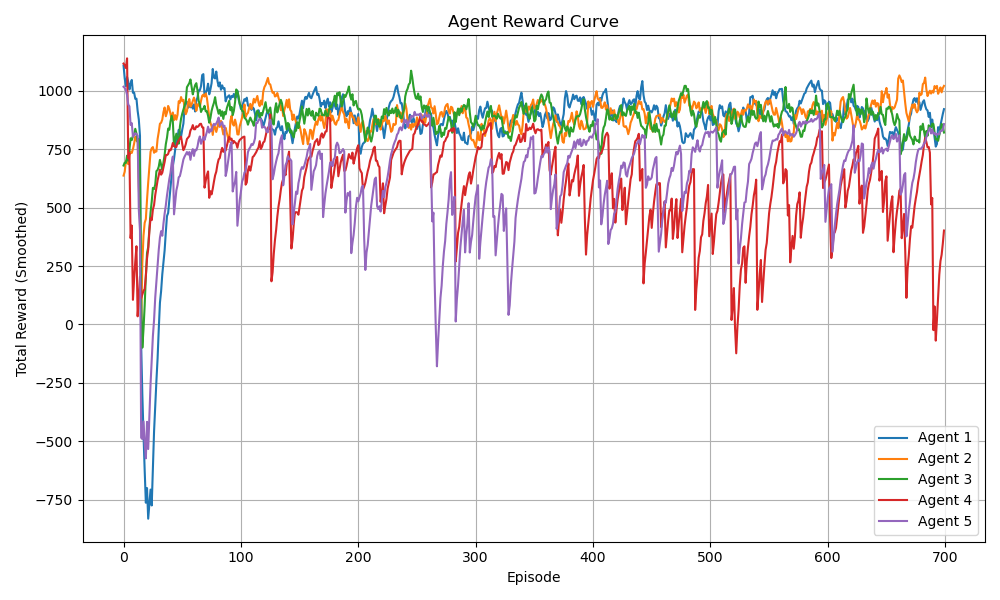 Agent Reward Curve
Total Reward (Smoothed)
1000
750
500
250
0
−250
−500
−750
0 100 200 300 400 500 600 700
Episode
Agent 1
Agent 2
Agent 3
Agent 4
Agent 5